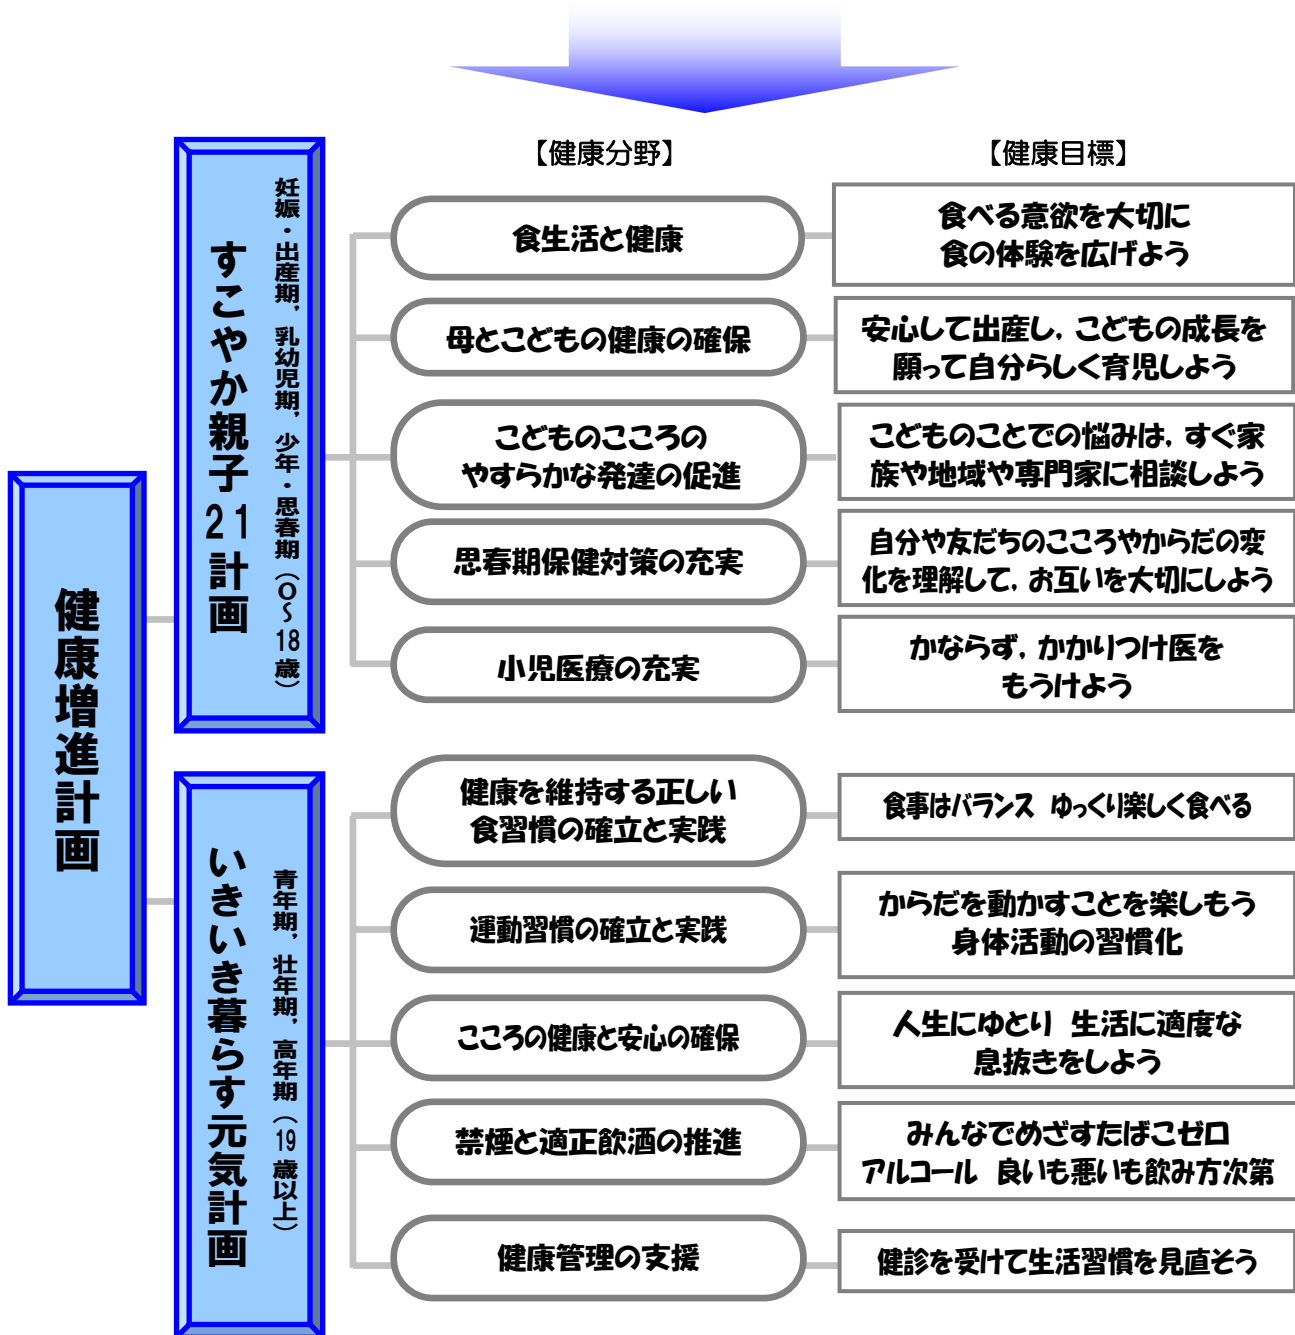 健康増進計画
すこやか親子21計画
妊娠・出産期，乳幼児期，少年・思春期（0～18歳）
【健康分野】
【健康目標】
食生活と健康
食べる意欲を大切に
食の体験を広げよう
母とこどもの健康の確保
安心して出産し，こどもの成長を
願って自分らしく育児しよう
こどものこころの
やすらかな発達の促進
こどものことでの悩みは，すぐ家
族や地域や専門家に相談しよう
思春期保健対策の充実
自分や友だちのこころやからだの変
化を理解して，お互いを大切にしよう
小児医療の充実
かならず，かかりつけ医を
もうけよう
いきいき暮らす元気計画
青年期，壮年期，高年期（19歳以上）
健康を維持する正しい
食習慣の確立と実践
食事はバランス ゆっくり楽しく食べる
運動習慣の確立と実践
からだを動かすことを楽しもう
身体活動の習慣化
こころの健康と安心の確保
人生にゆとり 生活に適度な
息抜きをしよう
禁煙と適正飲酒の推進
みんなでめざすたばこゼロ
アルコール 良いも悪いも飲み方次第
健康管理の支援
健診を受けて生活習慣を見直そう